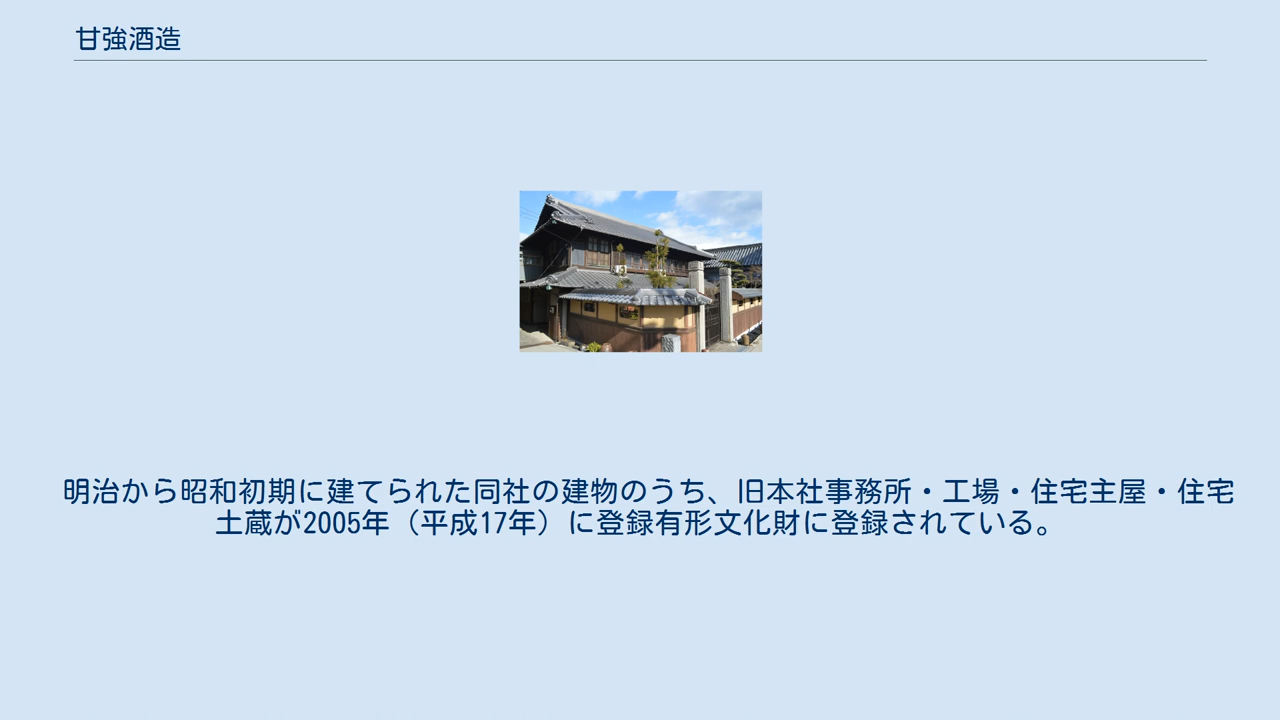 甘強酒造
明治から昭和初期に建てられた同社の建物のうち、旧本社事務所・工場・住宅主屋・住宅
土蔵が2005年（平成17年）に登録有形文化財に登録されている。